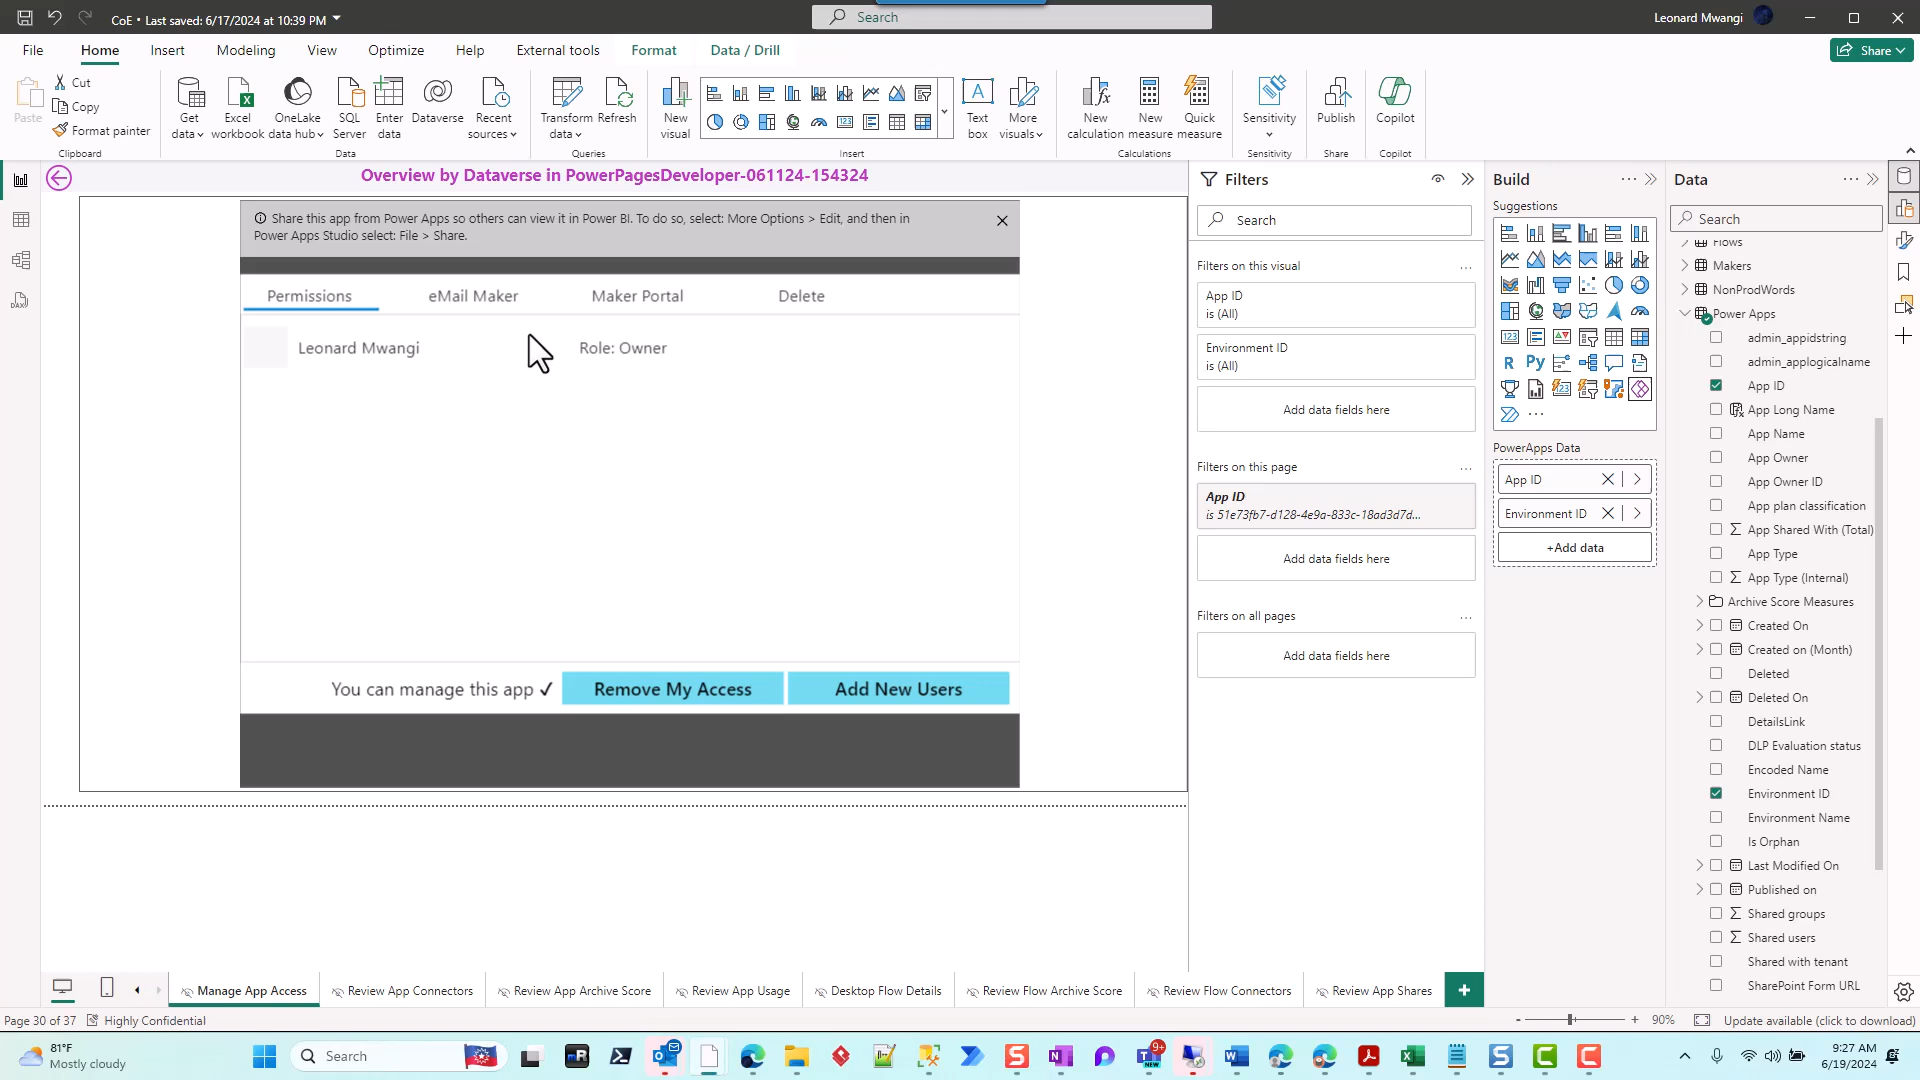 CoE • Last saved: 6/17/2024 at 10:39 PM
Search
Leonard Mwangi
File
Home
Insert
Modeling
View
Optimize
Help
External tools
Format
Data / Drill
Share
Paste
Cut
Copy
Format painter
Clipboard
Get data
Excel workbook
OneLake data hub
SQL Server
Enter data
Dataverse
Recent sources
Data
Transform data
Refresh
Queries
New visual
Text box
More visuals
Insert
New calculation
New measure
Quick measure
Calculations
Sensitivity
Sensitivity
Publish
Share
Copilot
Copilot
Overview by Dataverse in PowerPagesDeveloper-061124-154324
Share this app from Power Apps so others can view it in Power BI. To do so, select: More Options > Edit, and then in
Power Apps Studio select: File > Share.
Permissions
eMail Maker
Maker Portal
Delete
Leonard Mwangi
Role: Owner
You can manage this app ✓
Remove My Access
Add New Users
Filters
Search
Filters on this visual
App ID
is (All)
Environment ID
is (All)
Add data fields here
Filters on this page
App ID
is 51e73fb7-d128-4e9a-833c-18ad3d7d...
Add data fields here
Filters on all pages
Add data fields here
Build
Suggestions
PowerApps Data
App ID
Environment ID
+Add data
Data
Search
Flows
Makers
NonProdWords
Power Apps
admin_appidstring
admin_applogicalname
App ID
App Long Name
App Name
App Owner
App Owner ID
App plan classification
App Shared With (Total)
App Type
App Type (Internal)
Archive Score Measures
Created On
Created on (Month)
Deleted
Deleted On
DetailsLink
DLP Evaluation status
Encoded Name
Environment ID
Environment Name
Is Orphan
Last Modified On
Published on
Shared groups
Shared users
Shared with tenant
SharePoint Form URL
Manage App Access
Review App Connectors
Review App Archive Score
Review App Usage
Desktop Flow Details
Review Flow Archive Score
Review Flow Connectors
Review App Shares
Page 30 of 37
Highly Confidential
90%
Update available (click to download)
81°F
Mostly cloudy
Search
9:27 AM
6/19/2024